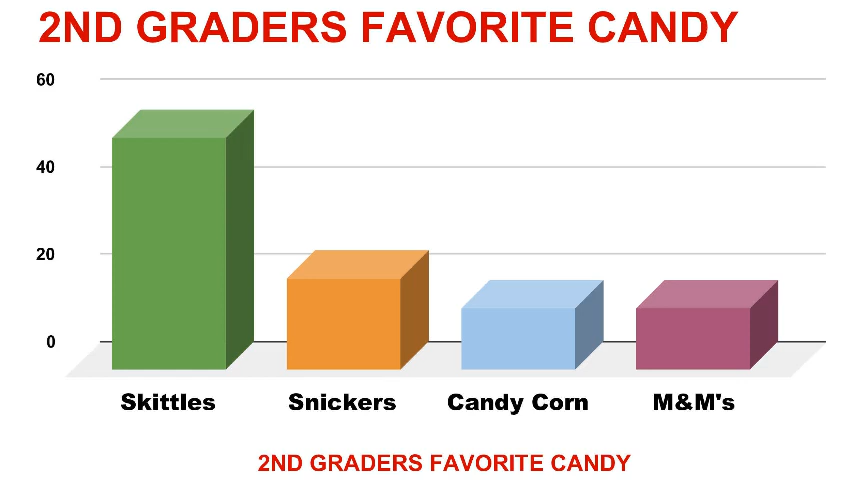 2ND GRADERS FAVORITE CANDY
60
40
20
0
Skittles Snickers Candy Corn M&M's
2ND GRADERS FAVORITE CANDY